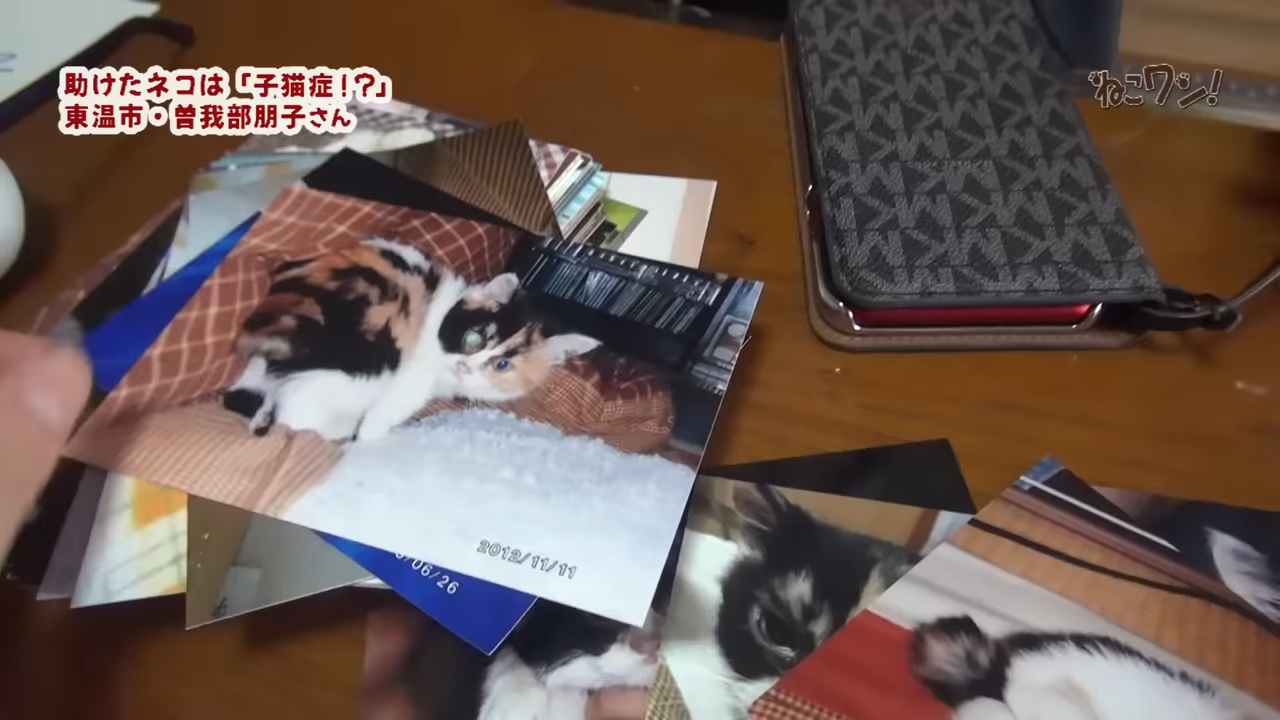 助けたネコは「子猫症!?」
東温市・曽我部朋子さん
ねこワン!
2012/11/11
/06/26